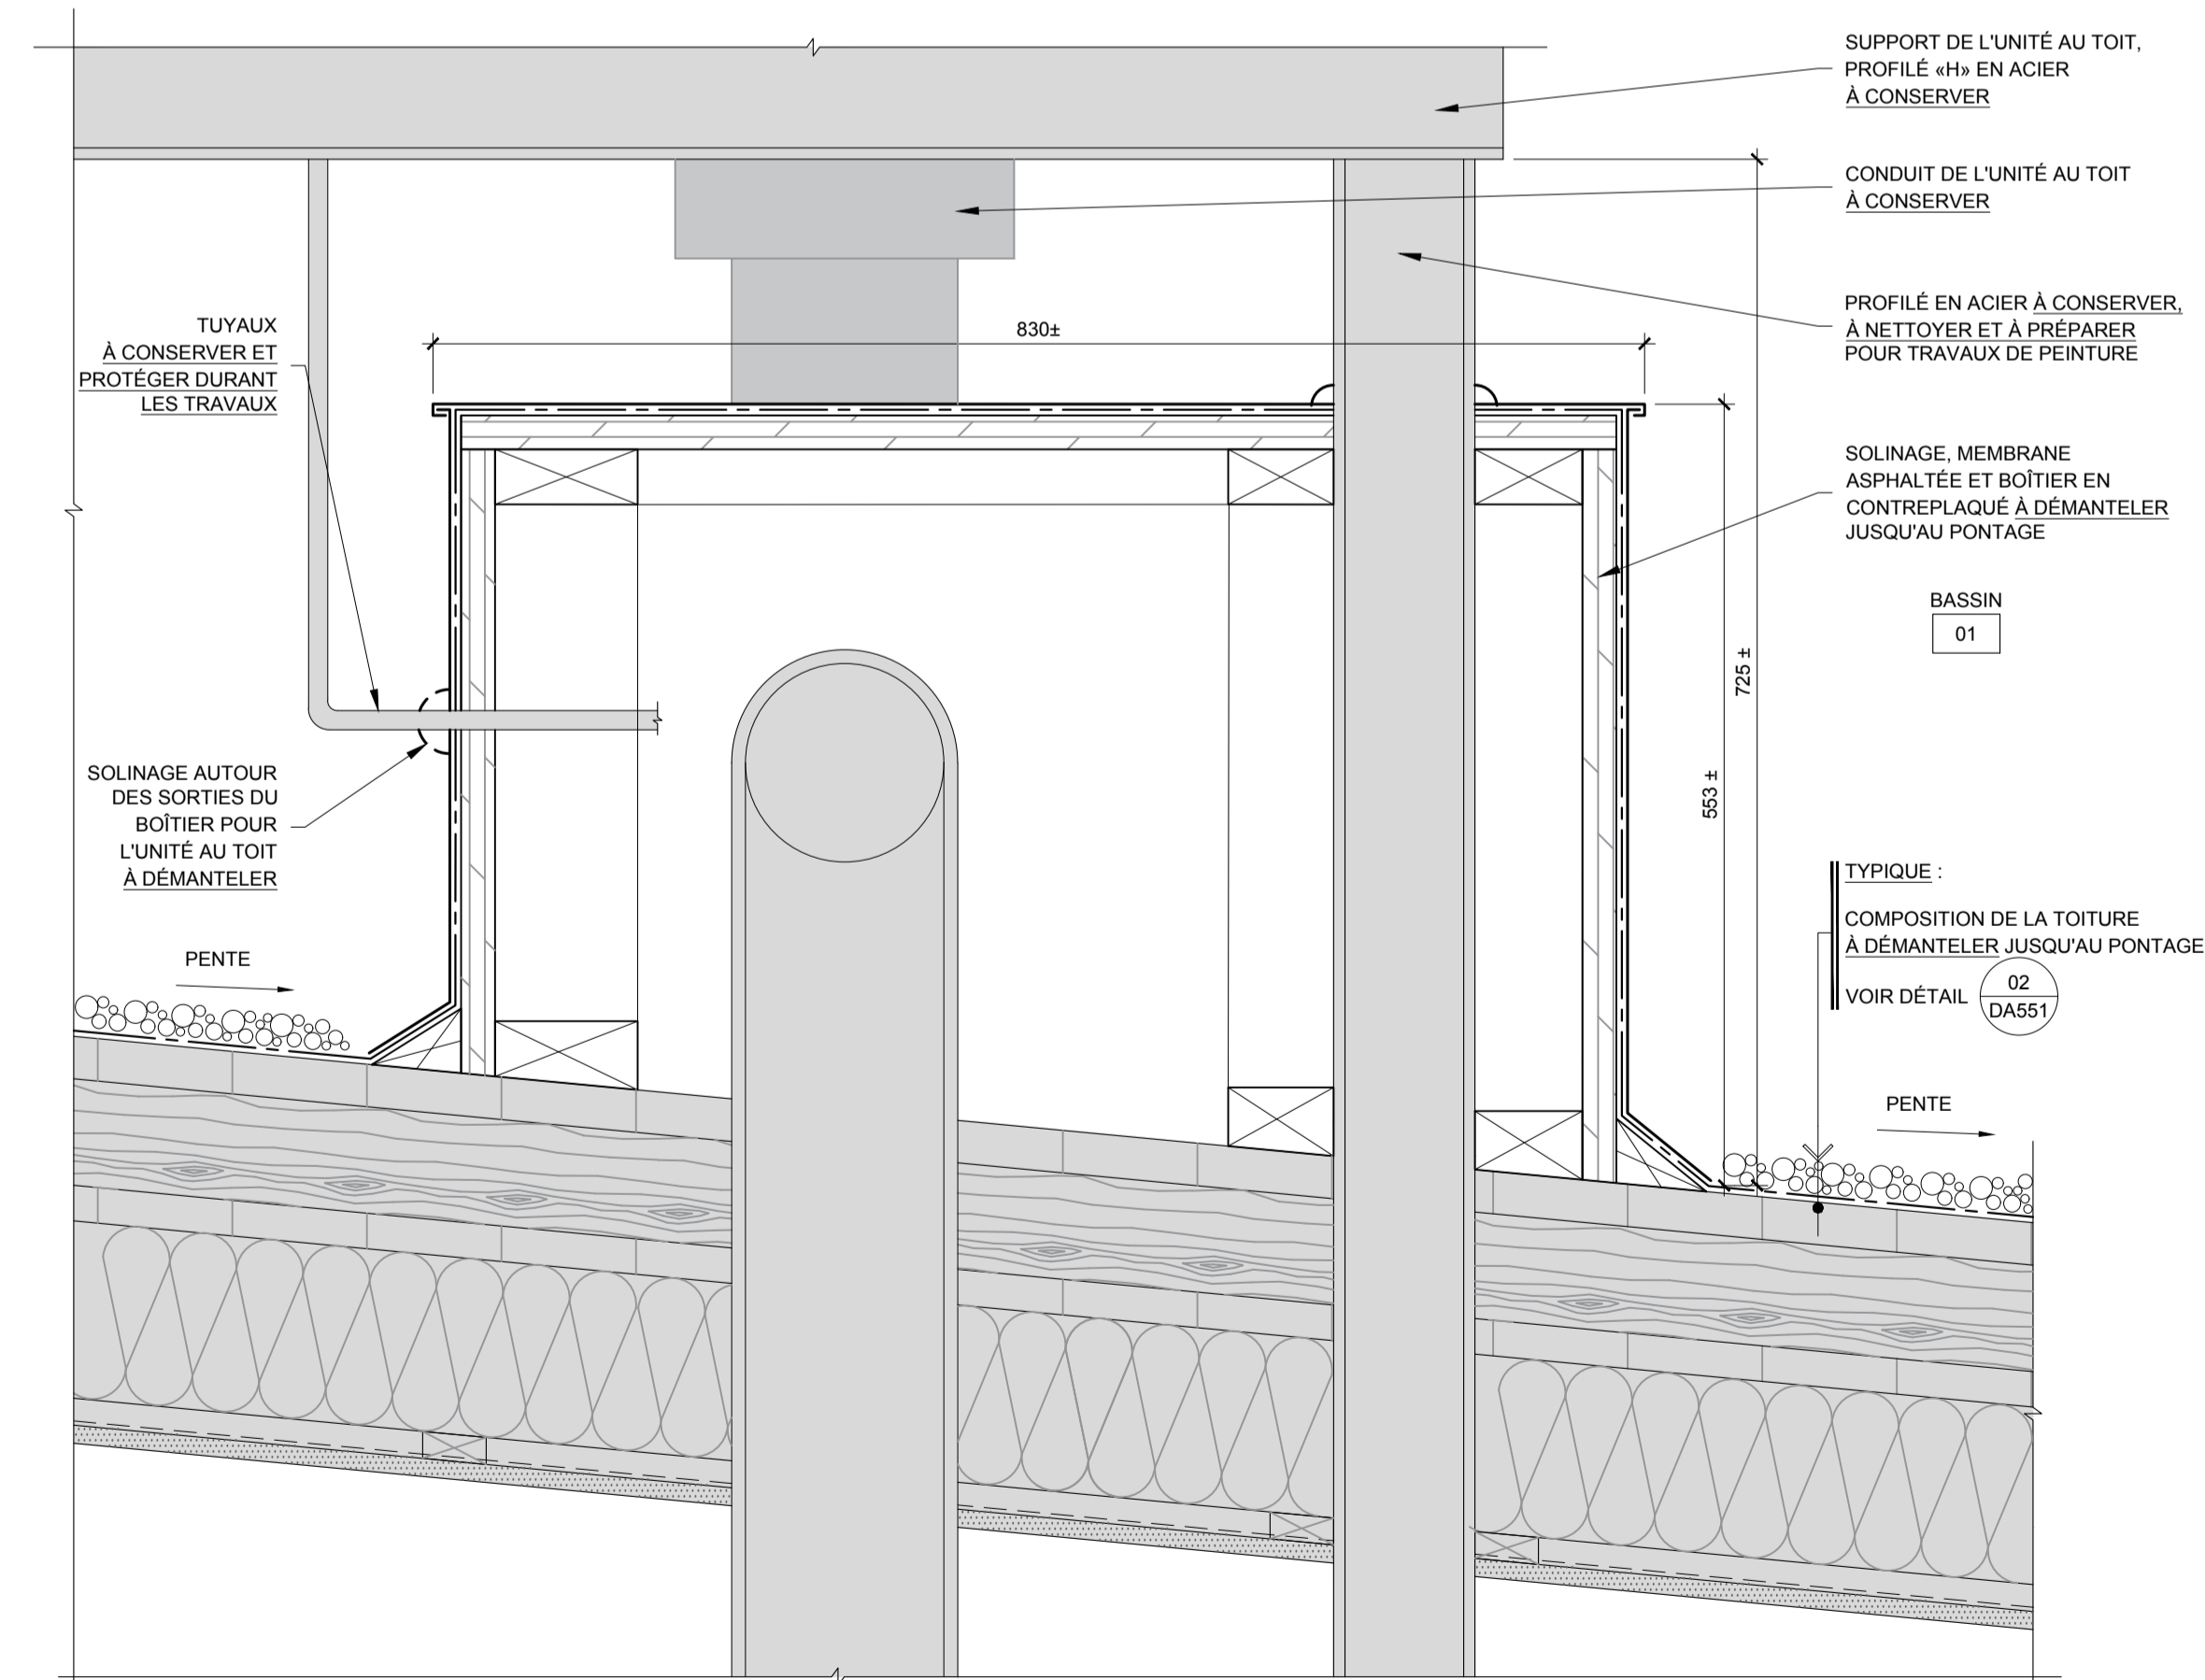 SUPPORT DE L'UNITÉ AU TOIT,
PROFILÉ «H» EN ACIER
À CONSERVER
CONDUIT DE L'UNITÉ AU TOIT
À CONSERVER
PROFILÉ EN ACIER À CONSERVER,
À NETTOYER ET À PRÉPARER
POUR TRAVAUX DE PEINTURE
TUYAUX
À CONSERVER ET
PROTÉGER DURANT
LES TRAVAUX
830±
SOLINAGE, MEMBRANE
ASPHALTÉE ET BOÎTIER EN
CONTREPLAQUÉ À DÉMANTELER
JUSQU'AU PONTAGE
BASSIN
01
725 ±
553 ±
SOLINAGE AUTOUR
DES SORTIES DU
BOÎTIER POUR
L'UNITÉ AU TOIT
À DÉMANTELER
TYPIQUE :
COMPOSITION DE LA TOITURE
À DÉMANTELER JUSQU'AU PONTAGE
VOIR DÉTAIL
02
DA551
PENTE
PENTE